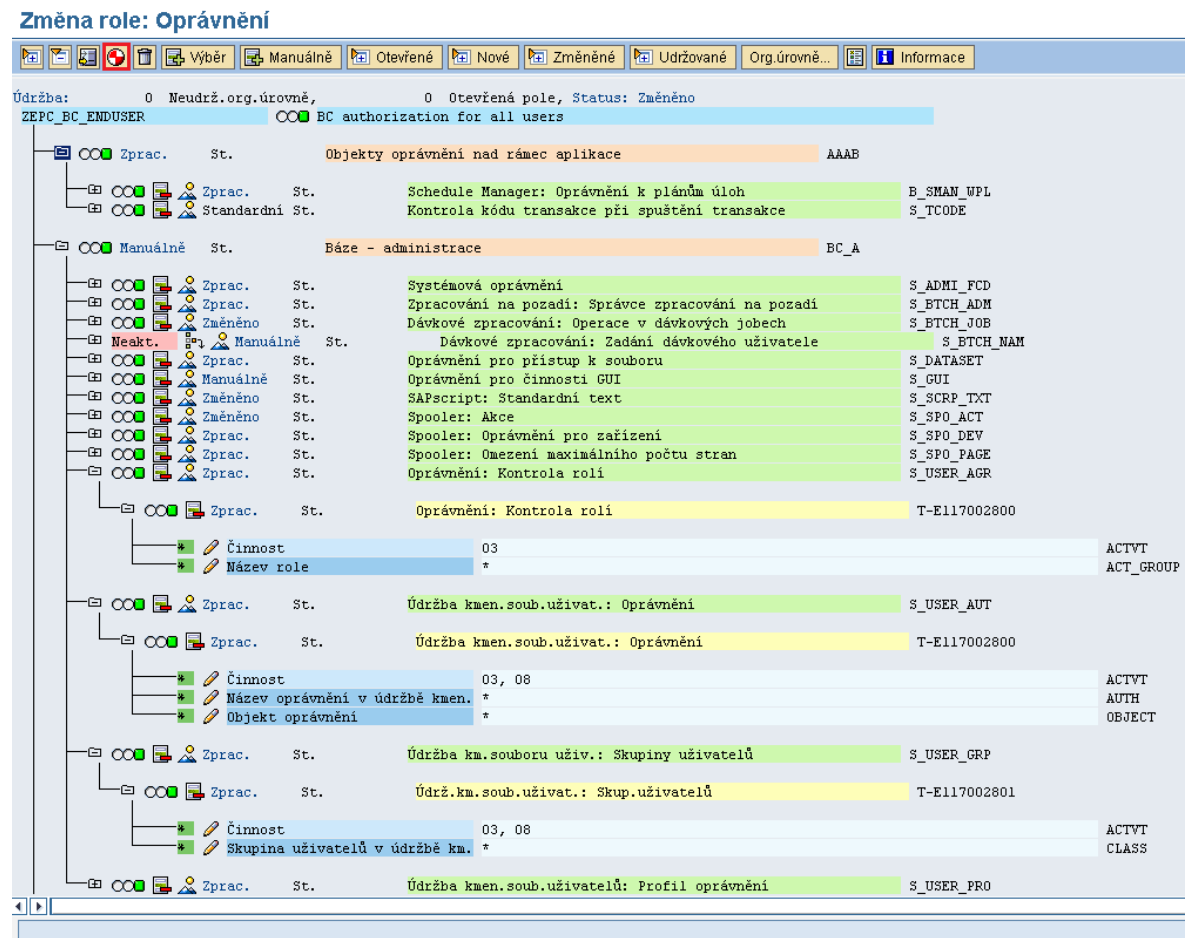 Změna role: Oprávnění
Výběr Manuálně Otevřené Nové Změněné Udržované Org.úrovně... Informace
Údržba: 0 Neudrž.org.úrovně, 0 Otevřená pole, Status: Změněno
ZEPC_BC_ENDUSER BC authorization for all users
Zprac. St. Objekty oprávnění nad rámec aplikace AAAB
Zprac. St. Schedule Manager: Oprávnění k plánům úloh B_SMAN_WPL
Standardní St. Kontrola kódu transakce při spuštění transakce S_TCODE
Manuálně St. Báze - administrace BC_A
Zprac. St. Systémová oprávnění S_ADMI_FCD
Zprac. St. Zpracování na pozadí: Správce zpracování na pozadí S_BTCH_ADM
Změněno St. Dávkové zpracování: Operace v dávkových jobech S_BTCH_JOB
Neakt. Manuálně St. Dávkové zpracování: Zadání dávkového uživatele S_BTCH_NAM
Zprac. St. Oprávnění pro přístup k souboru S_DATASET
Manuálně St. Oprávnění pro činnosti GUI S_GUI
Změněno St. SAPscript: Standardní text S_SCRP_TXT
Změněno St. Spooler: Akce S_SPO_ACT
Zprac. St. Spooler: Oprávnění pro zařízení S_SPO_DEV
Zprac. St. Spooler: Omezení maximálního počtu stran S_SPO_PAGE
Zprac. St. Oprávnění: Kontrola rolí S_USER_AGR
Zprac. St. Oprávnění: Kontrola rolí T-E117002800
* Činnost 03 ACTVT
* Název role * ACT_GROUP
Zprac. St. Údržba kmen.soub.uživat.: Oprávnění S_USER_AUT
Zprac. St. Údržba kmen.soub.uživat.: Oprávnění T-E117002800
* Činnost 03, 08 ACTVT
* Název oprávnění v údržbě kmen. * AUTH
* Objekt oprávnění * OBJECT
Zprac. St. Údržba km.souboru uživ.: Skupiny uživatelů S_USER_GRP
Zprac. St. Údrž.km.soub.uživat.: Skup.uživatelů T-E117002801
* Činnost 03, 08 ACTVT
* Skupina uživatelů v údržbě km. * CLASS
Zprac. St. Údržba kmen.soub.uživatelů: Profil oprávnění S_USER_PRO